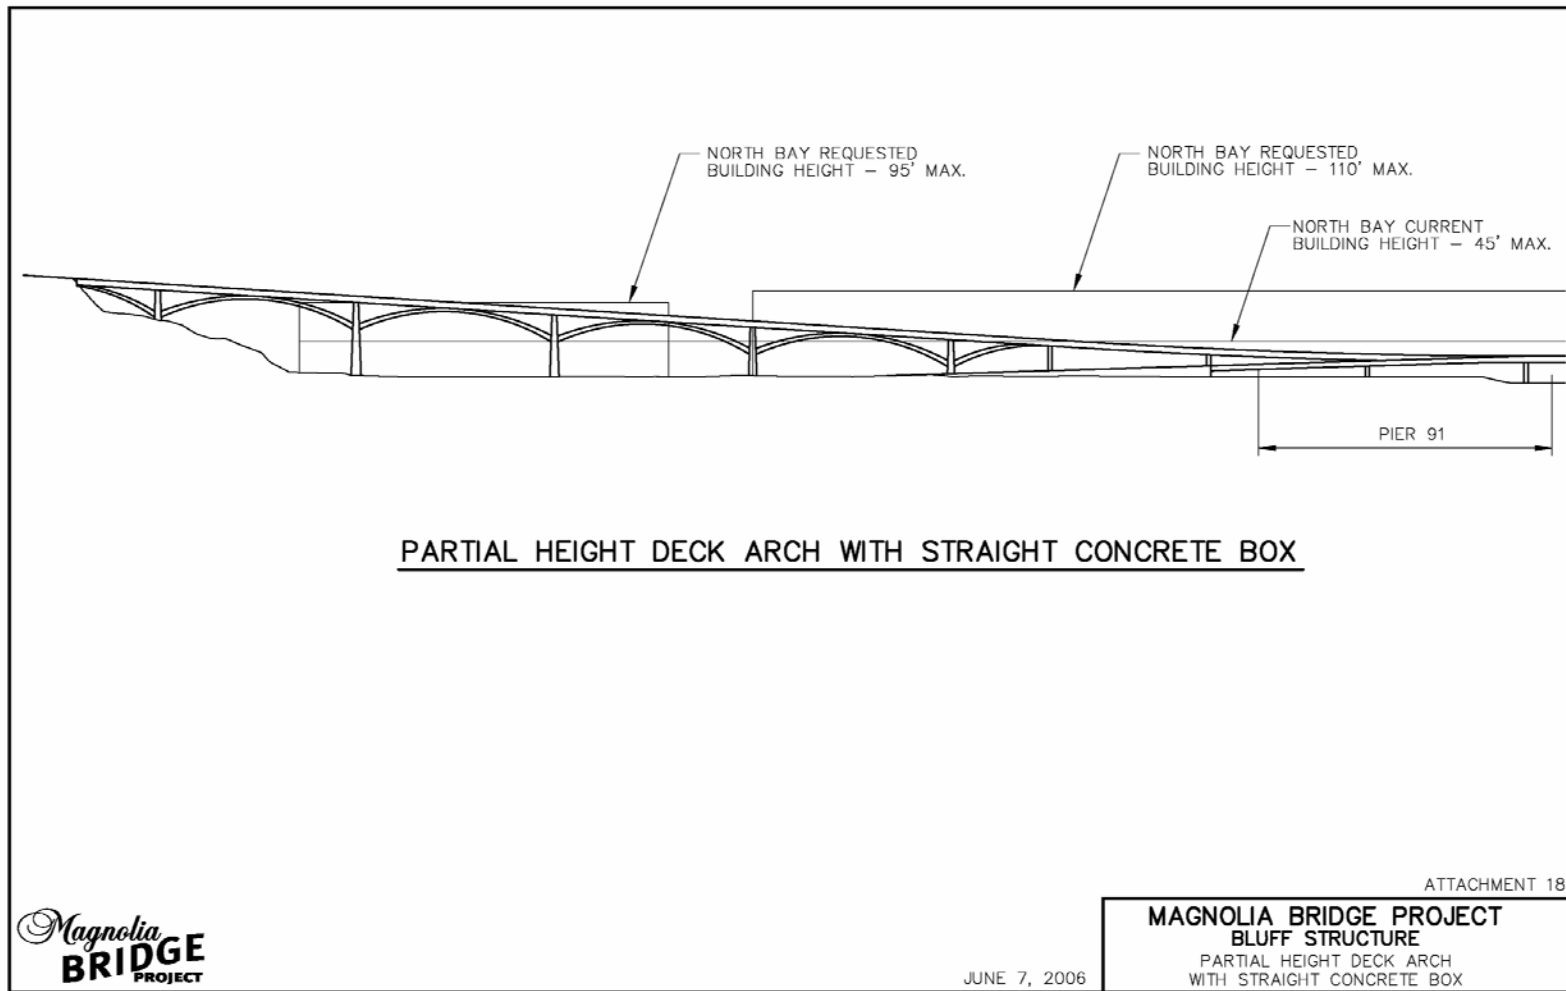 NORTH BAY REQUESTED
BUILDING HEIGHT – 95' MAX.
NORTH BAY REQUESTED
BUILDING HEIGHT – 110' MAX.
NORTH BAY CURRENT
BUILDING HEIGHT – 45' MAX.
PIER 91
PARTIAL HEIGHT DECK ARCH WITH STRAIGHT CONCRETE BOX
ATTACHMENT 18
Magnolia
BRIDGE
PROJECT
JUNE 7, 2006
MAGNOLIA BRIDGE PROJECT
BLUFF STRUCTURE
PARTIAL HEIGHT DECK ARCH
WITH STRAIGHT CONCRETE BOX